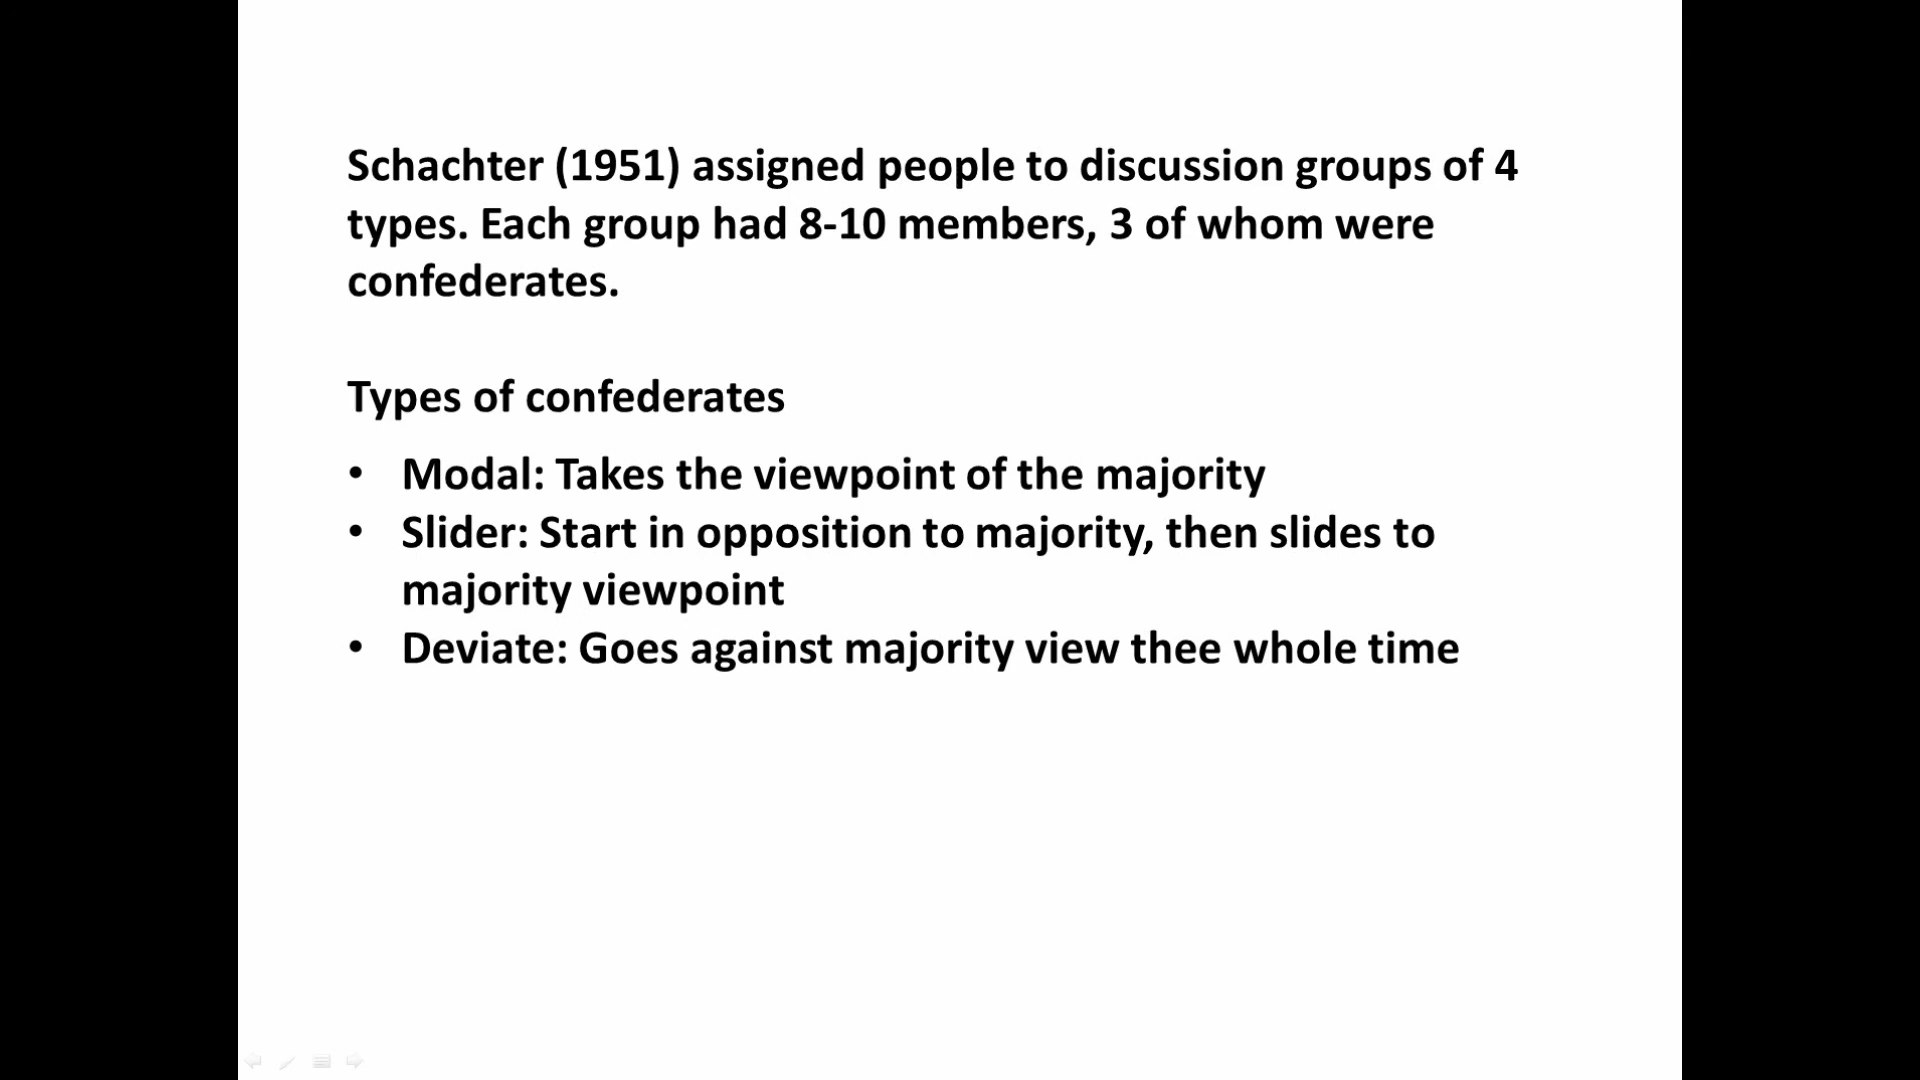 Schachter (1951) assigned people to discussion groups of 4
types. Each group had 8-10 members, 3 of whom were
confederates.
Types of confederates
• Modal: Takes the viewpoint of the majority
• Slider: Start in opposition to majority, then slides to
majority viewpoint
• Deviate: Goes against majority view thee whole time